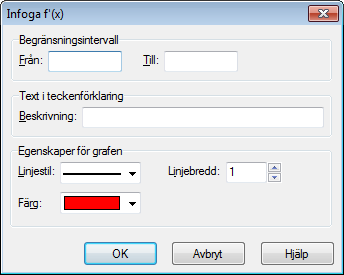 Infoga f'(x)
Begränsningsintervall
Från: Till:
Text i teckenförklaring
Beskrivning:
Egenskaper för grafen
Linjestil: Linjebredd: 1
Färg:
OK Avbryt Hjälp